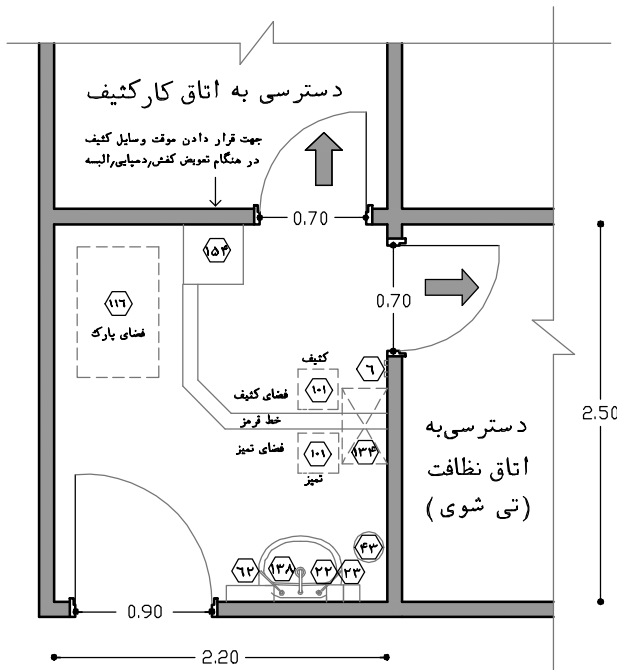 دسترسی به اتاق کارکثیف
جهت قرار دادن موقت وسایل کثیف
در هنگام تعویض کفش,دمپایی,البسه
0.70
۱۵۴
0.70
۱۱۶
فضای پارک
کثیف
۶
۱۰۱
فضای کثیف
خط قرمز
فضای تمیز
۱۰۱
۱۳۴
تمیز
2.50
دسترسی‌به
اتاق نظافت
(تی شوی)
۴۳
۶۲
۱۳۸
۲۲
۲۳
0.90
2.20